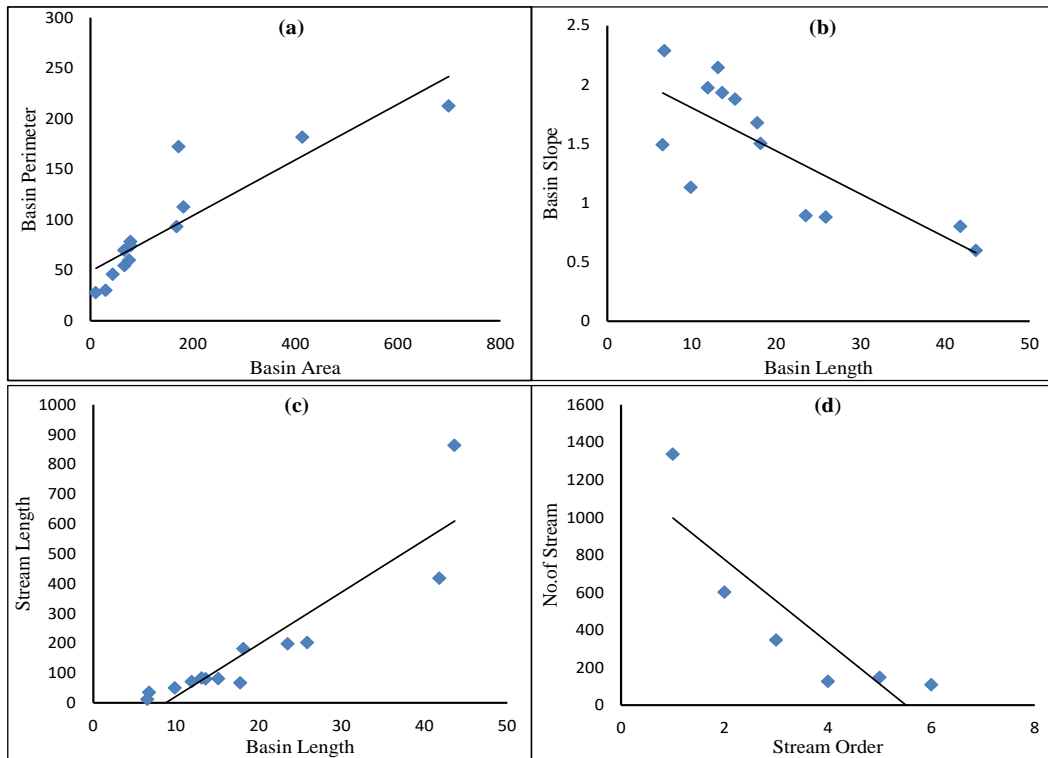 (a)
300
250
200
150
100
50
0
Basin Perimeter
0 200 400 600 800
Basin Area
(b)
2.5
2
1.5
1
0.5
0
Basin Slope
0 10 20 30 40 50
Basin Length
(c)
1000
900
800
700
600
500
400
300
200
100
0
Stream Length
0 10 20 30 40 50
Basin Length
(d)
1600
1400
1200
1000
800
600
400
200
0
No.of Stream
0 2 4 6 8
Stream Order